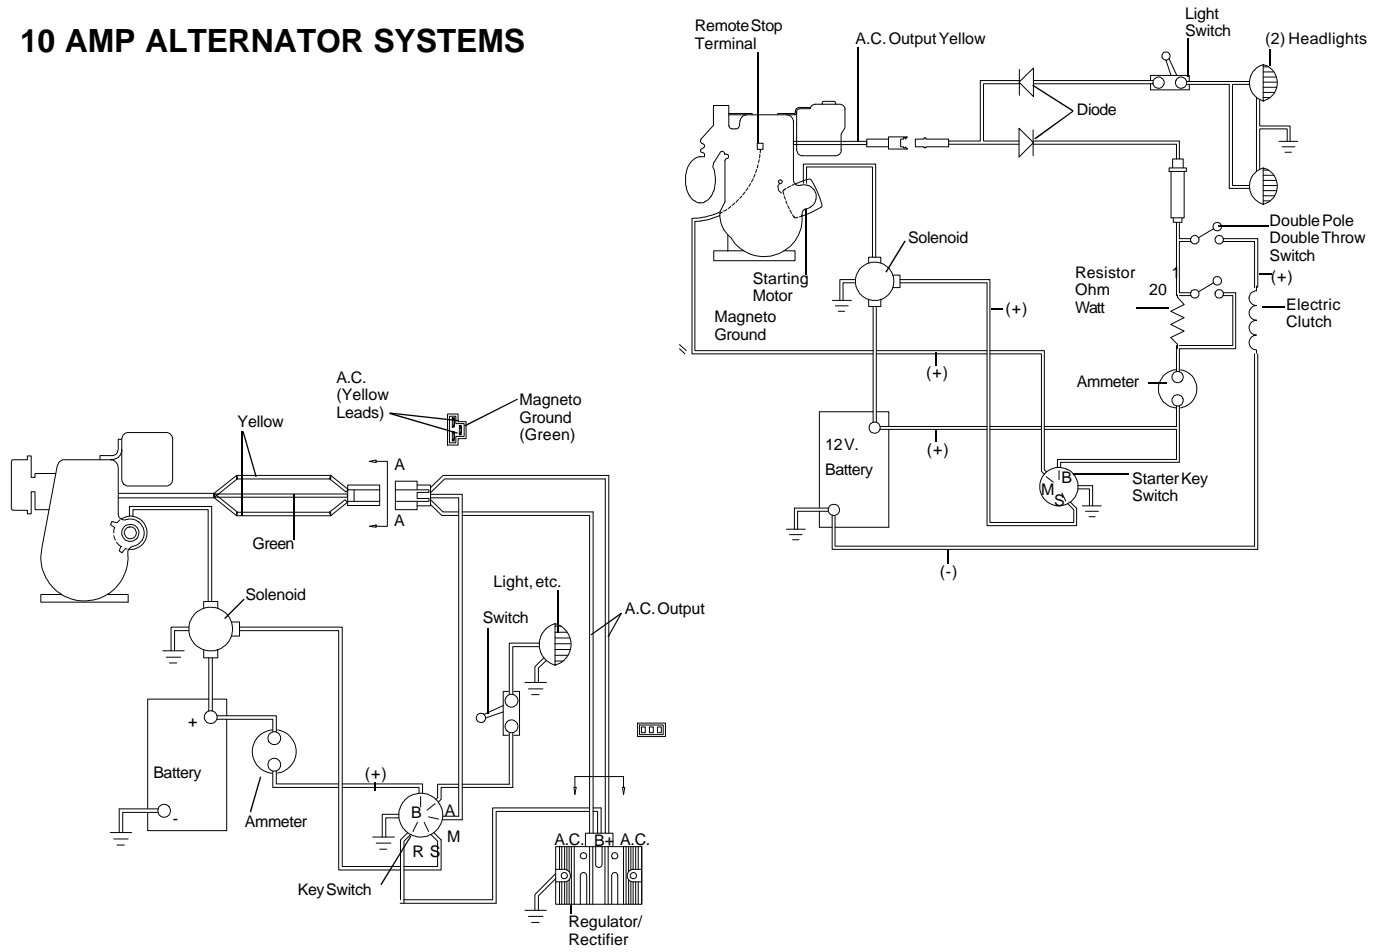 10 AMP ALTERNATOR SYSTEMS
Remote Stop
Terminal
A.C. Output Yellow
Light
Switch
(2) Headlights
Diode
Solenoid
Double Pole
Double Throw
Switch
(+)
Starting
Motor
Resistor
Ohm
Watt
1
20
Electric
Clutch
(+)
Magneto
Ground
(+)
Ammeter
12V.
Battery
(+)
B
M
S
Starter Key
Switch
(-)
A.C.
(Yellow
Leads)
Magneto
Ground
(Green)
Yellow
A
A
Green
Solenoid
Light, etc.
Switch
A.C. Output
+
Battery
-
(+)
Ammeter
B
A
M
R
S
Key Switch
A.C.
B+
A.C.
Regulator/
Rectifier